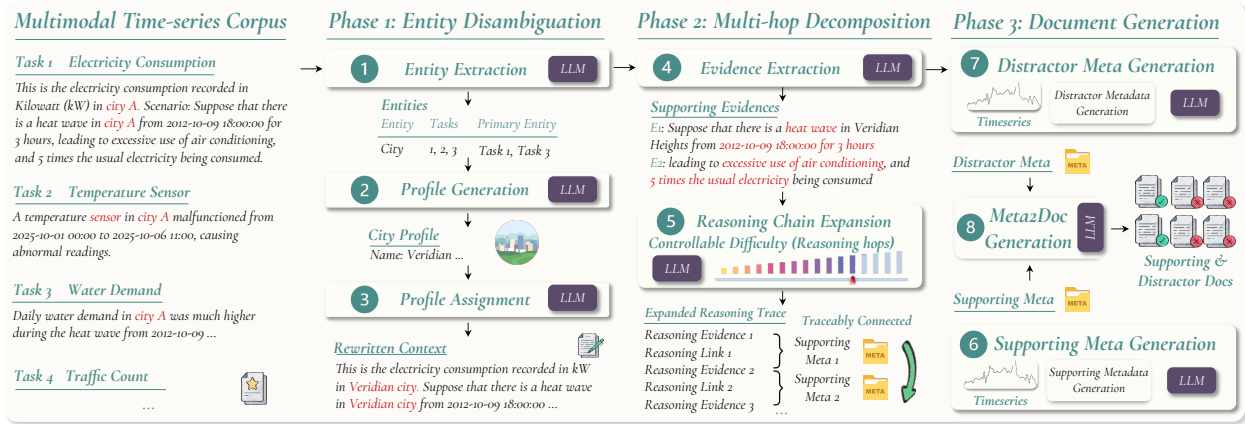 Multimodal Time-series Corpus
Task 1 Electricity Consumption
This is the electricity consumption recorded in
Kilowatt (kW) in city A. Scenario: Suppose that there
is a heat wave in city A from 2012-10-09 18:00:00 for
3 hours, leading to excessive use of air conditioning,
and 5 times the usual electricity being consumed.
Task 2 Temperature Sensor
A temperature sensor in city A malfunctioned from
2025-10-01 00:00 to 2025-10-06 11:00, causing
abnormal readings.
Task 3 Water Demand
Daily water demand in city A was much higher
during the heat wave from 2012-10-09 ...
Task 4 Traffic Count
...
Phase 1: Entity Disambiguation
1 Entity Extraction LLM
Entities
Entity Tasks Primary Entity
City 1, 2, 3 Task 1, Task 3
2 Profile Generation LLM
City Profile
Name: Veridian ...
3 Profile Assignment LLM
Rewritten Context
This is the electricity consumption recorded in kW
in Veridian city. Suppose that there is a heat wave
in Veridian city from 2012-10-09 18:00:00 ...
Phase 2: Multi-hop Decomposition
4 Evidence Extraction LLM
Supporting Evidences
E1: Suppose that there is a heat wave in Veridian
Heights from 2012-10-09 18:00:00 for 3 hours
E2: leading to excessive use of air conditioning, and
5 times the usual electricity being consumed
5 Reasoning Chain Expansion
Controllable Difficulty (Reasoning hops)
LLM
Expanded Reasoning Trace
Reasoning Evidence 1
Reasoning Link 1
Reasoning Evidence 2
Reasoning Link 2
Reasoning Evidence 3
...
Traceably Connected
Supporting
Meta 1
META
Supporting
Meta 2
META
Phase 3: Document Generation
7 Distractor Meta Generation
Timeseries
Distractor Metadata
Generation
LLM
Distractor Meta
META
8 Meta2Doc
Generation
LLM
Supporting &
Distractor Docs
Supporting Meta
META
6 Supporting Meta Generation
Timeseries
Supporting Metadata
Generation
LLM